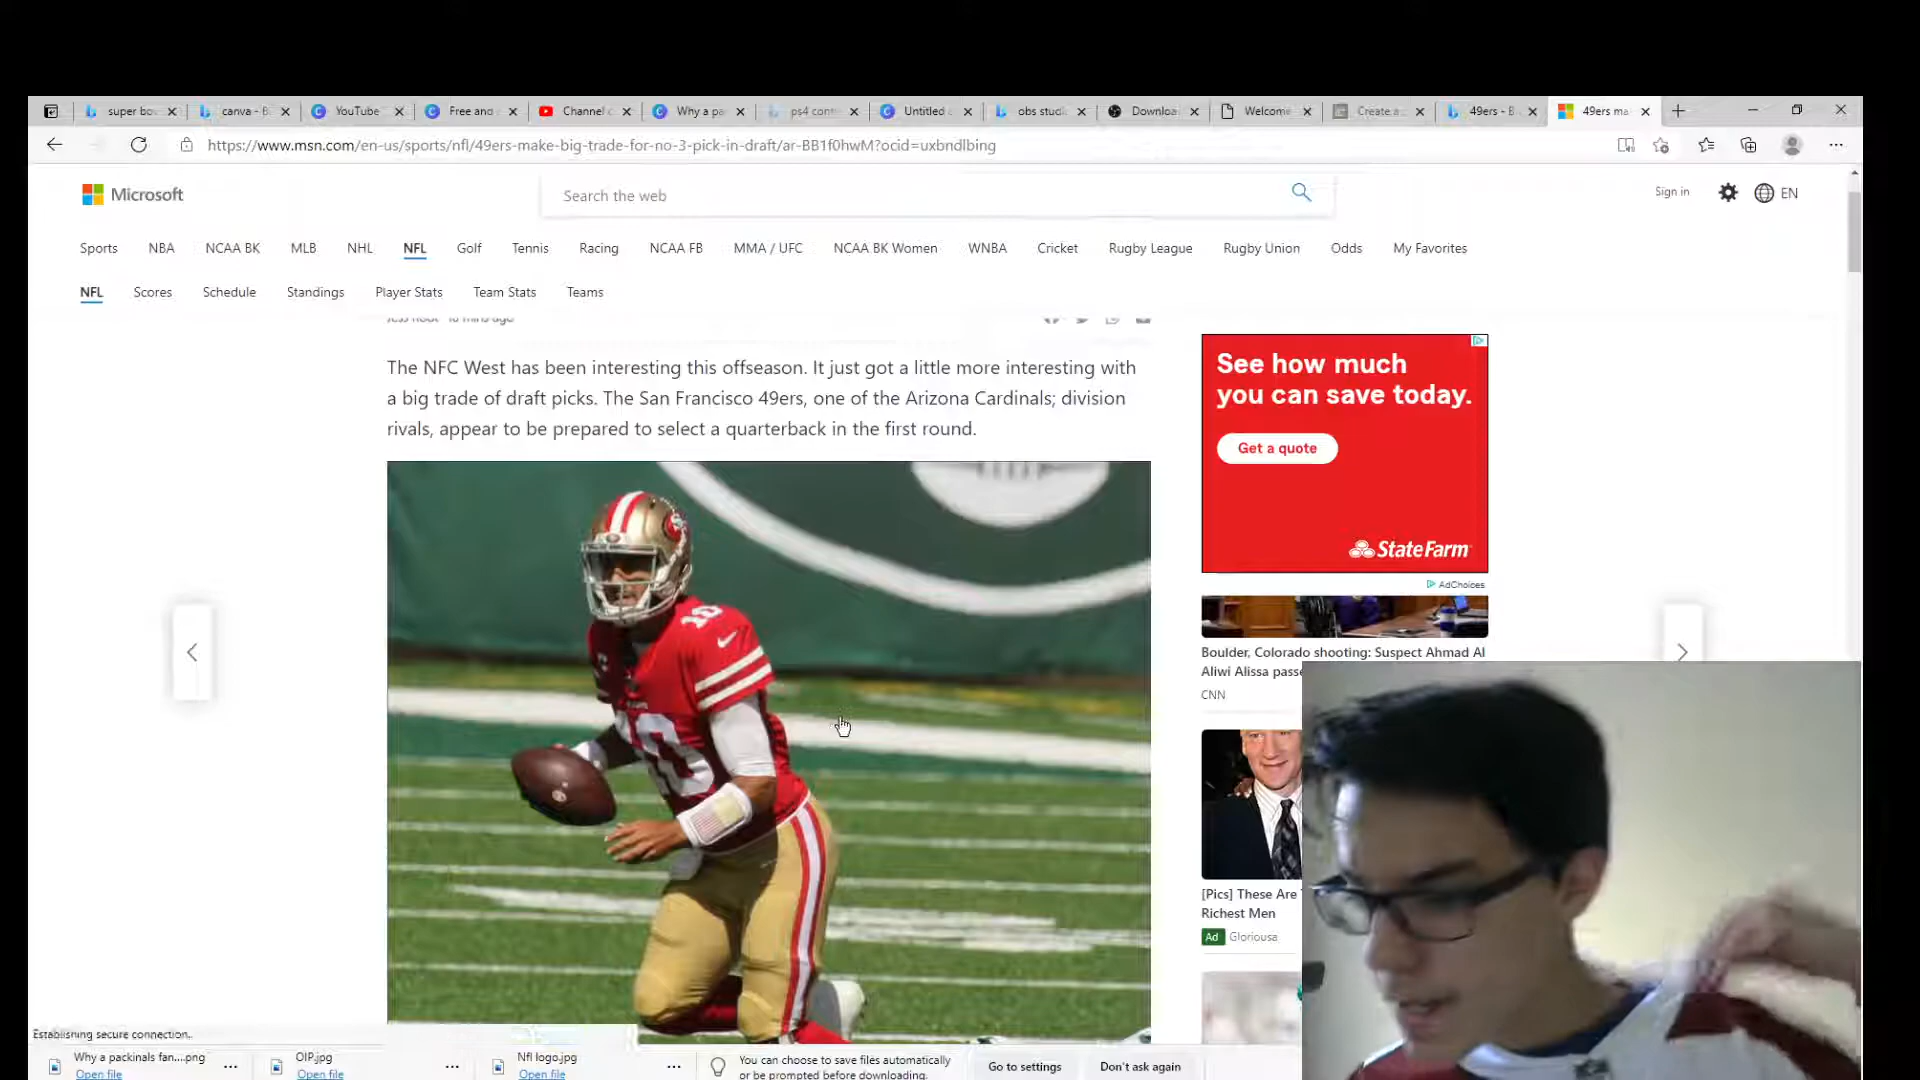 super bo
canva - B
YouTube
Free and
Channel c
Why a pa
ps4 cont
Untitled
obs studi
Downloa
Welcome
Create a
49ers - B
49ers ma
https://www.msn.com/en-us/sports/nfl/49ers-make-big-trade-for-no-3-pick-in-draft/ar-BB1f0hwM?ocid=uxbndlbing
Microsoft
Search the web
Sign in
EN
Sports NBA NCAA BK MLB NHL NFL Golf Tennis Racing NCAA FB MMA / UFC NCAA BK Women WNBA Cricket Rugby League Rugby Union Odds My Favorites
NFL Scores Schedule Standings Player Stats Team Stats Teams
The NFC West has been interesting this offseason. It just got a little more interesting with
a big trade of draft picks. The San Francisco 49ers, one of the Arizona Cardinals; division
rivals, appear to be prepared to select a quarterback in the first round.
See how much
you can save today.
Get a quote
StateFarm
AdChoices
Boulder, Colorado shooting: Suspect Ahmad Al
Aliwi Alissa passe
CNN
10
10
[Pics] These Are
Richest Men
Ad Gloriousa
Establishing secure connection..
Why a packinals fan....png
Open file
OIP.jpg
Open file
Nfl logo.jpg
Open file
You can choose to save files automatically
or be prompted before downloading.
Go to settings
Don't ask again